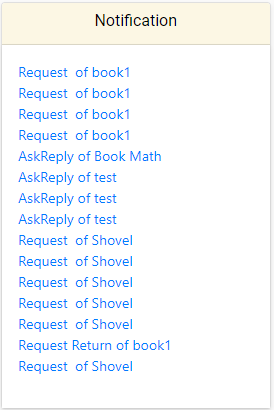 Notification
Request  of book1
Request  of book1
Request  of book1
Request  of book1
AskReply of Book Math
AskReply of test
AskReply of test
AskReply of test
Request  of Shovel
Request  of Shovel
Request  of Shovel
Request  of Shovel
Request  of Shovel
Request Return of book1
Request  of Shovel